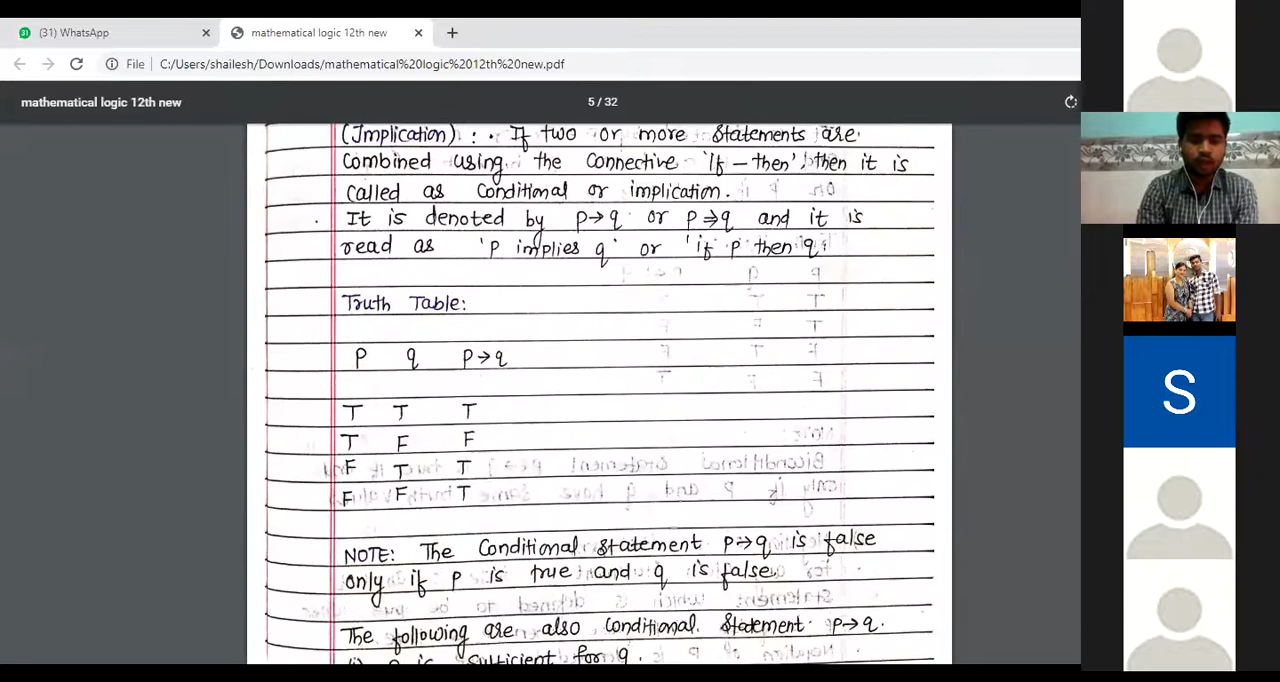 (31) WhatsApp
mathematical logic 12th new
File | C:/Users/shailesh/Downloads/mathematical%20logic%2012th%20new.pdf
mathematical logic 12th new
5 / 32
(Implication) : . If two or more statements are
combined using the connective 'If – then', then it is
called as conditional or implication.
It is denoted by p→q or p⇒q and it is
read as 'p implies q' or 'if p then q'.
Truth Table:
P q p→q
T T T
T F F
F T T
F F T
NOTE: The Conditional statement p→q is false
only if p is true and q is false.
The following are also conditional statement p→q.
sufficient for q.
S